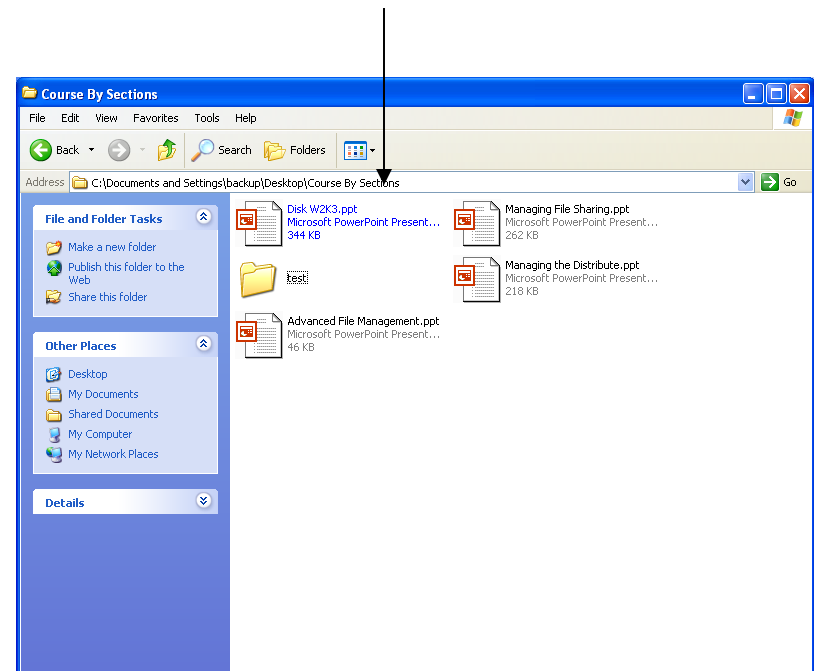 Course By Sections
File Edit View Favorites Tools Help
Back Search Folders
Address C:\Documents and Settings\backup\Desktop\Course By Sections Go
File and Folder Tasks
Make a new folder
Publish this folder to the
Web
Share this folder
Other Places
Desktop
My Documents
Shared Documents
My Computer
My Network Places
Details
Disk W2K3.ppt
Microsoft PowerPoint Present...
344 KB
Managing File Sharing.ppt
Microsoft PowerPoint Present...
262 KB
test
Managing the Distribute.ppt
Microsoft PowerPoint Present...
218 KB
Advanced File Management.ppt
Microsoft PowerPoint Present...
46 KB